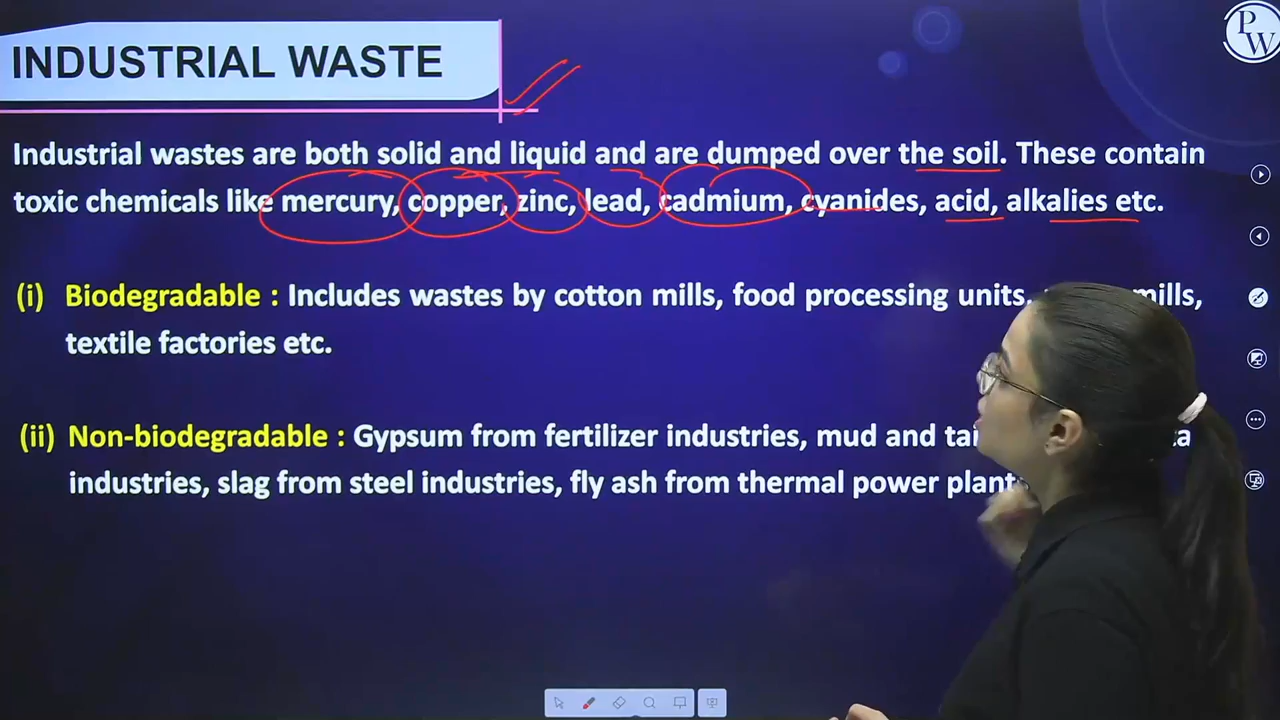 INDUSTRIAL WASTE
PW
Industrial wastes are both solid and liquid and are dumped over the soil. These contain
toxic chemicals like mercury, copper, zinc, lead, cadmium, cyanides, acid, alkalies etc.
(i) Biodegradable : Includes wastes by cotton mills, food processing units, mills,
textile factories etc.
(ii) Non-biodegradable : Gypsum from fertilizer industries, mud and
industries, slag from steel industries, fly ash from thermal power plant